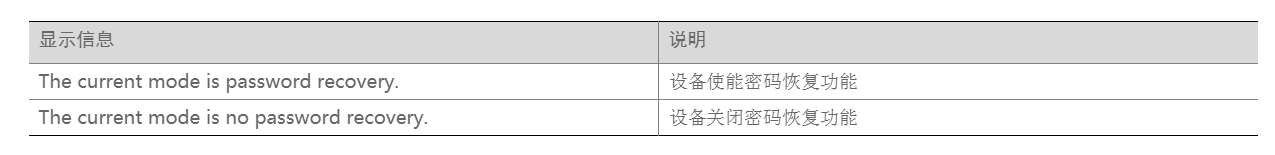 显示信息 说明
The current mode is password recovery. 设备使能密码恢复功能
The current mode is no password recovery. 设备关闭密码恢复功能